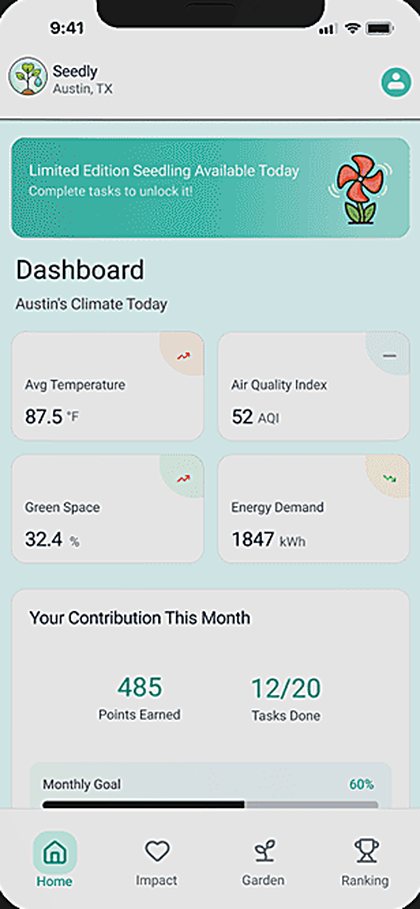 9:41
Seedly
Austin, TX
Limited Edition Seedling Available Today
Complete tasks to unlock it!
Dashboard
Austin's Climate Today
Avg Temperature
87.5 °F
Air Quality Index
52 AQI
Green Space
32.4 %
Energy Demand
1847 kWh
Your Contribution This Month
485
Points Earned
12/20
Tasks Done
Monthly Goal 60%
Home Impact Garden Ranking